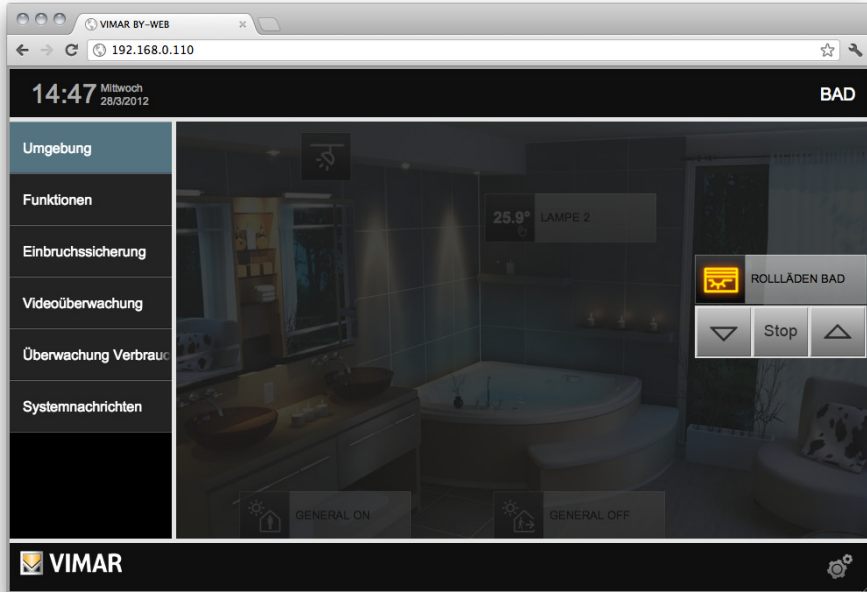 VIMAR BY-WEB
192.168.0.110
14:47 Mittwoch
28/3/2012
BAD
Umgebung
Funktionen
Einbruchssicherung
Videoüberwachung
Überwachung Verbrauc
Systemnachrichten
25.9° LAMPE 2
ROLLLÄDEN BAD
Stop
GENERAL ON
GENERAL OFF
VIMAR